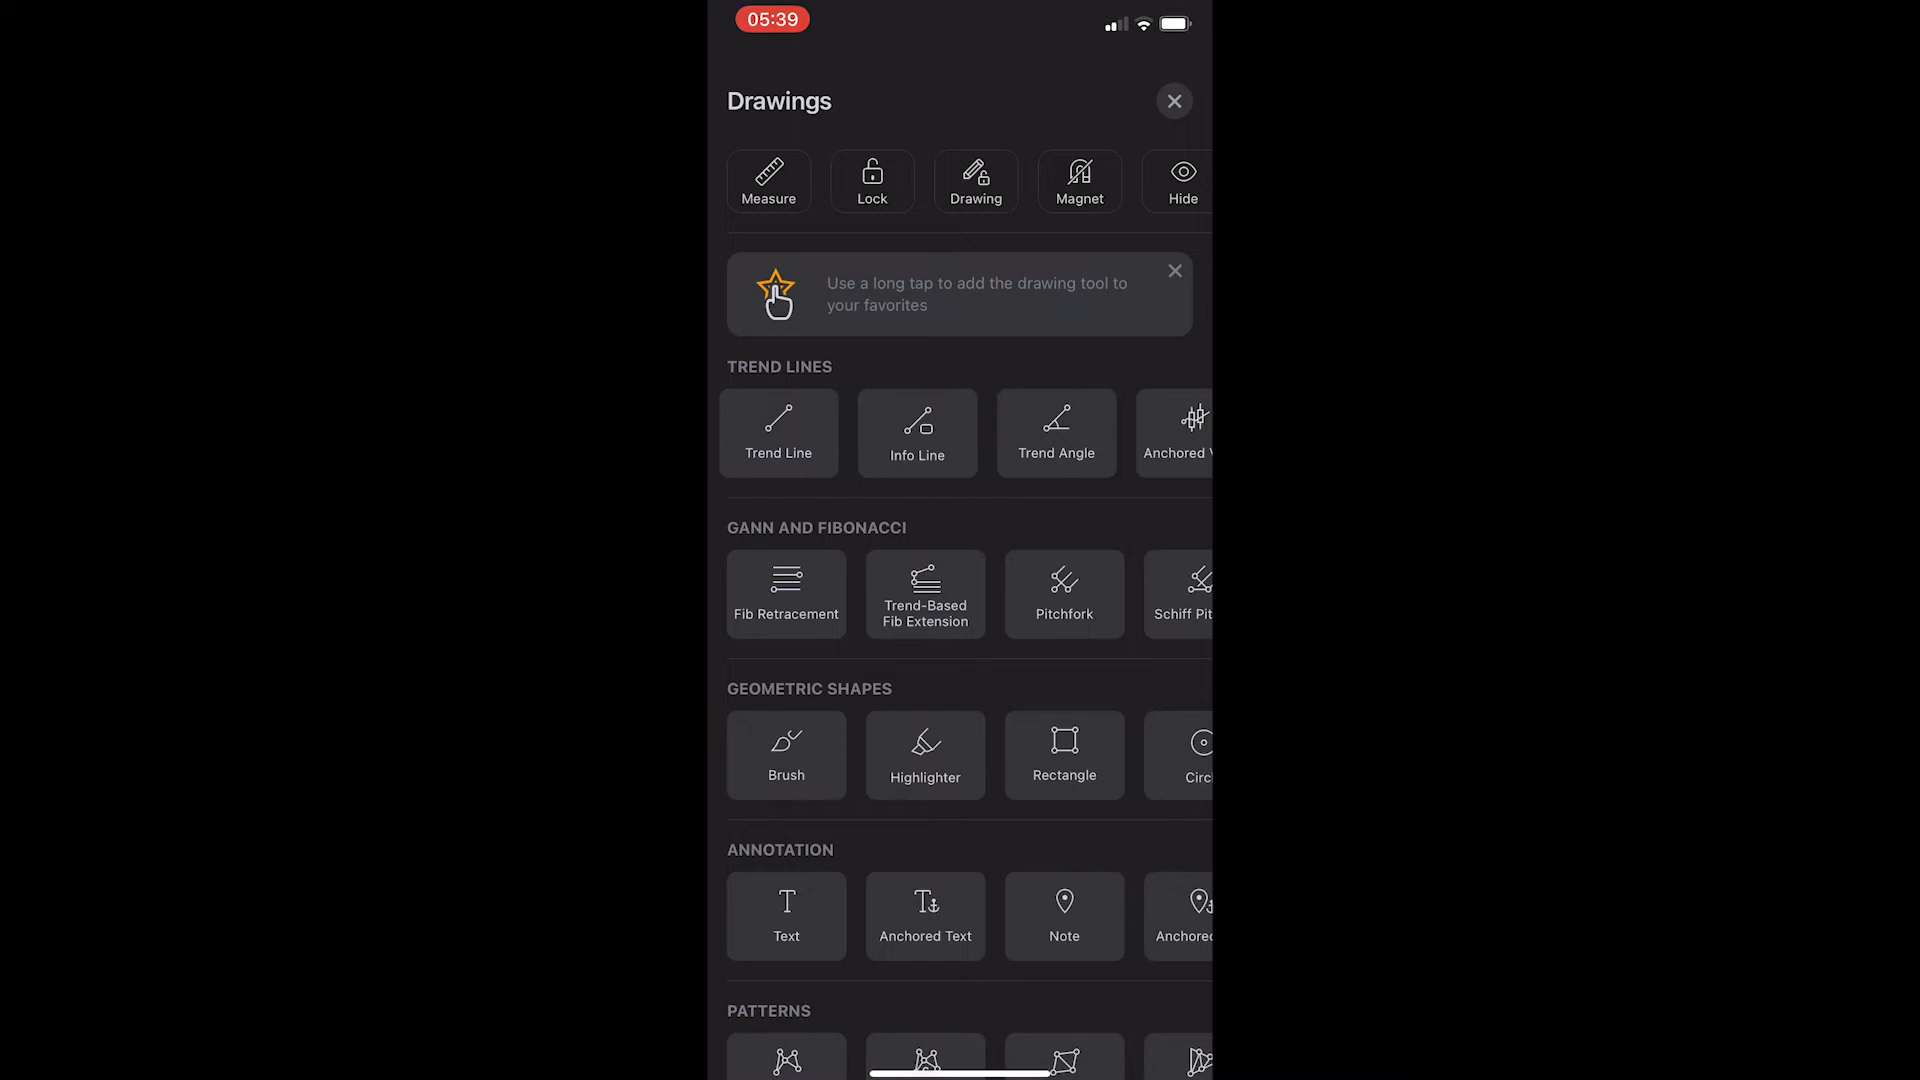 05:39
Drawings
Measure
Lock
Drawing
Magnet
Hide
Use a long tap to add the drawing tool to
your favorites
TREND LINES
Trend Line
Info Line
Trend Angle
Anchored V
GANN AND FIBONACCI
Fib Retracement
Trend-Based
Fib Extension
Pitchfork
Schiff Pit
GEOMETRIC SHAPES
Brush
Highlighter
Rectangle
Circ
ANNOTATION
Text
Anchored Text
Note
Anchored
PATTERNS